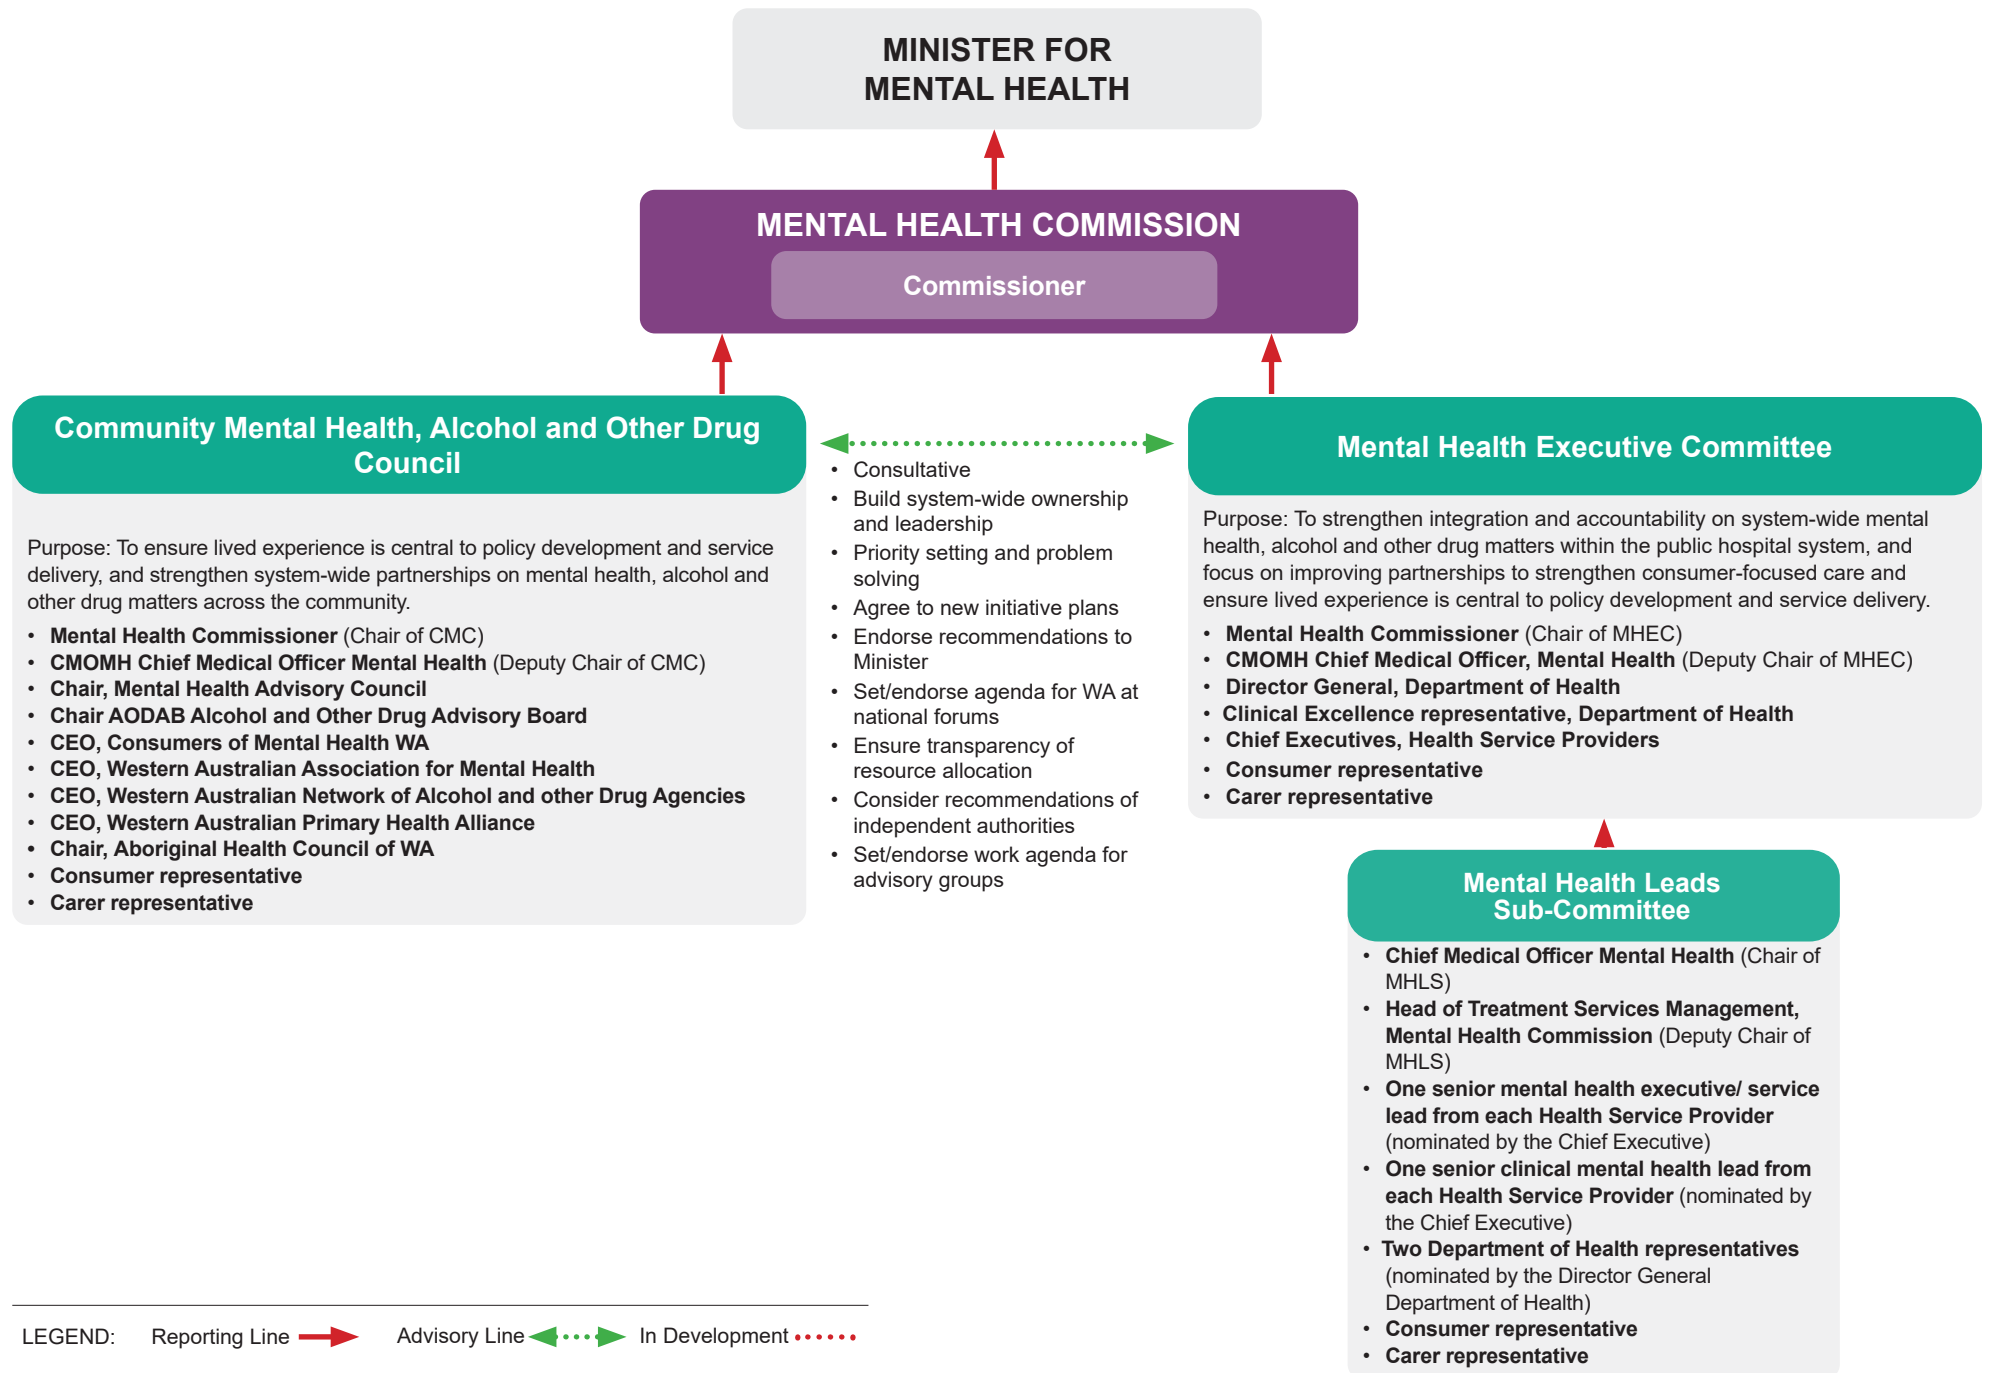 MINISTER FOR
MENTAL HEALTH
MENTAL HEALTH COMMISSION
Commissioner
Community Mental Health, Alcohol and Other Drug
Council
Purpose: To ensure lived experience is central to policy development and service
delivery, and strengthen system-wide partnerships on mental health, alcohol and
other drug matters across the community.
• Mental Health Commissioner (Chair of CMC)
• CMOMH Chief Medical Officer Mental Health (Deputy Chair of CMC)
• Chair, Mental Health Advisory Council
• Chair AODAB Alcohol and Other Drug Advisory Board
• CEO, Consumers of Mental Health WA
• CEO, Western Australian Association for Mental Health
• CEO, Western Australian Network of Alcohol and other Drug Agencies
• CEO, Western Australian Primary Health Alliance
• Chair, Aboriginal Health Council of WA
• Consumer representative
• Carer representative
• Consultative
• Build system-wide ownership
and leadership
• Priority setting and problem
solving
• Agree to new initiative plans
• Endorse recommendations to
Minister
• Set/endorse agenda for WA at
national forums
• Ensure transparency of
resource allocation
• Consider recommendations of
independent authorities
• Set/endorse work agenda for
advisory groups
Mental Health Executive Committee
Purpose: To strengthen integration and accountability on system-wide mental
health, alcohol and other drug matters within the public hospital system, and
focus on improving partnerships to strengthen consumer-focused care and
ensure lived experience is central to policy development and service delivery.
• Mental Health Commissioner (Chair of MHEC)
• CMOMH Chief Medical Officer, Mental Health (Deputy Chair of MHEC)
• Director General, Department of Health
• Clinical Excellence representative, Department of Health
• Chief Executives, Health Service Providers
• Consumer representative
• Carer representative
Mental Health Leads
Sub-Committee
• Chief Medical Officer Mental Health (Chair of
MHLS)
• Head of Treatment Services Management,
Mental Health Commission (Deputy Chair of
MHLS)
• One senior mental health executive/ service
lead from each Health Service Provider
(nominated by the Chief Executive)
• One senior clinical mental health lead from
each Health Service Provider (nominated by
the Chief Executive)
• Two Department of Health representatives
(nominated by the Director General
Department of Health)
• Consumer representative
• Carer representative
LEGEND: Reporting Line Advisory Line In Development